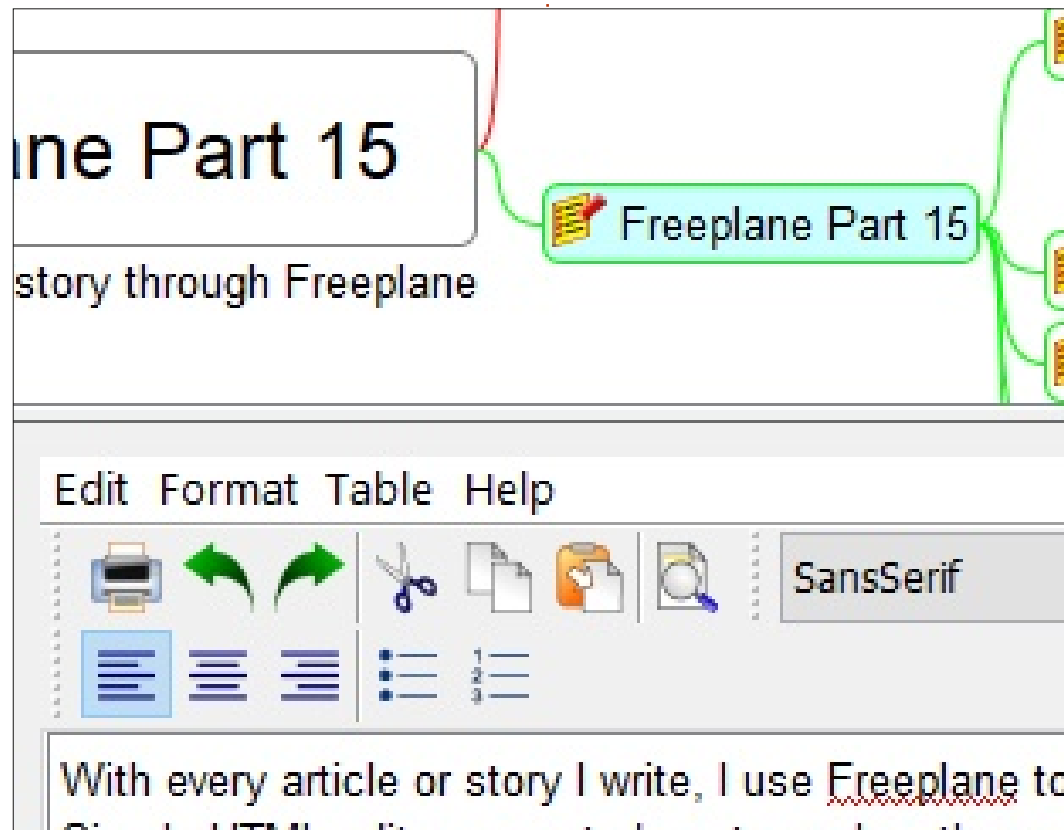 ane Part 15
Freeplane Part 15
story through Freeplane
Edit Format Table Help
SansSerif
With every article or story I write, I use Freeplane to